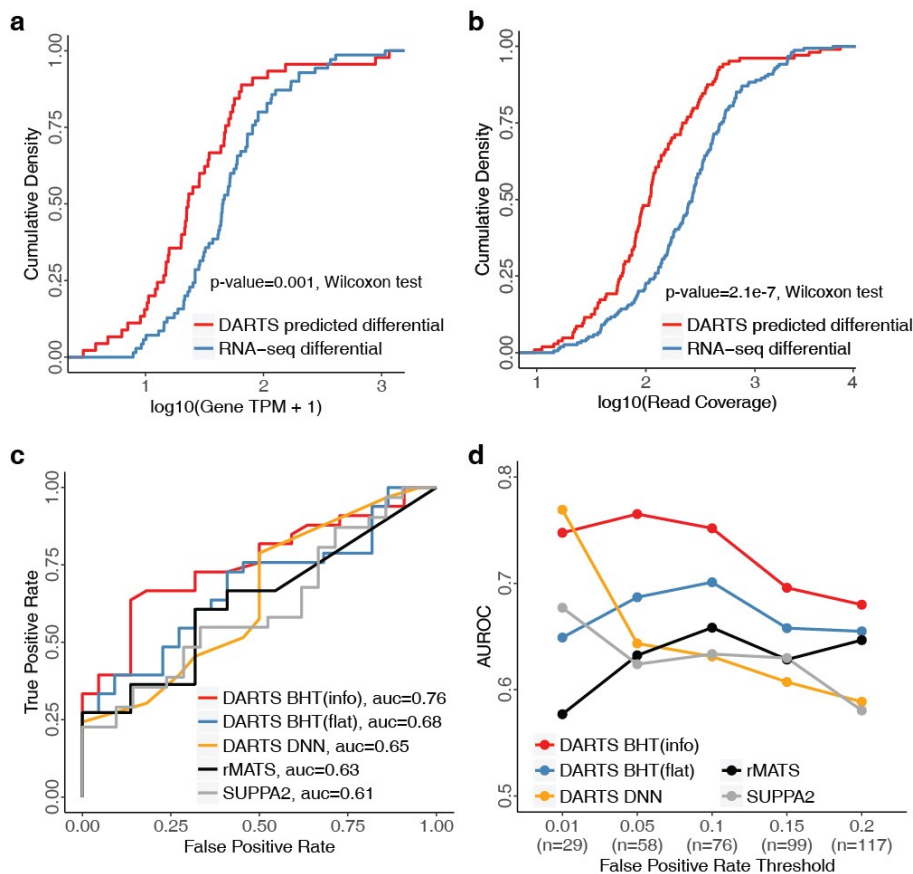 a
Cumulative Density
1.00
0.75
0.50
0.25
0.00
p-value=0.001, Wilcoxon test
DARTS predicted differential
RNA-seq differential
1 2 3
log10(Gene TPM + 1)
b
Cumulative Density
1.00
0.75
0.50
0.25
0.00
p-value=2.1e-7, Wilcoxon test
DARTS predicted differential
RNA-seq differential
1 2 3 4
log10(Read Coverage)
c
True Positive Rate
1.00
0.75
0.50
0.25
0.00
DARTS BHT(info), auc=0.76
DARTS BHT(flat), auc=0.68
DARTS DNN, auc=0.65
rMATS, auc=0.63
SUPPA2, auc=0.61
0.00 0.25 0.50 0.75 1.00
False Positive Rate
d
AUROC
0.8
0.7
0.6
0.5
DARTS BHT(info)
DARTS BHT(flat) rMATS
DARTS DNN SUPPA2
0.01 0.05 0.1 0.15 0.2
(n=29) (n=58) (n=76) (n=99) (n=117)
False Positive Rate Threshold